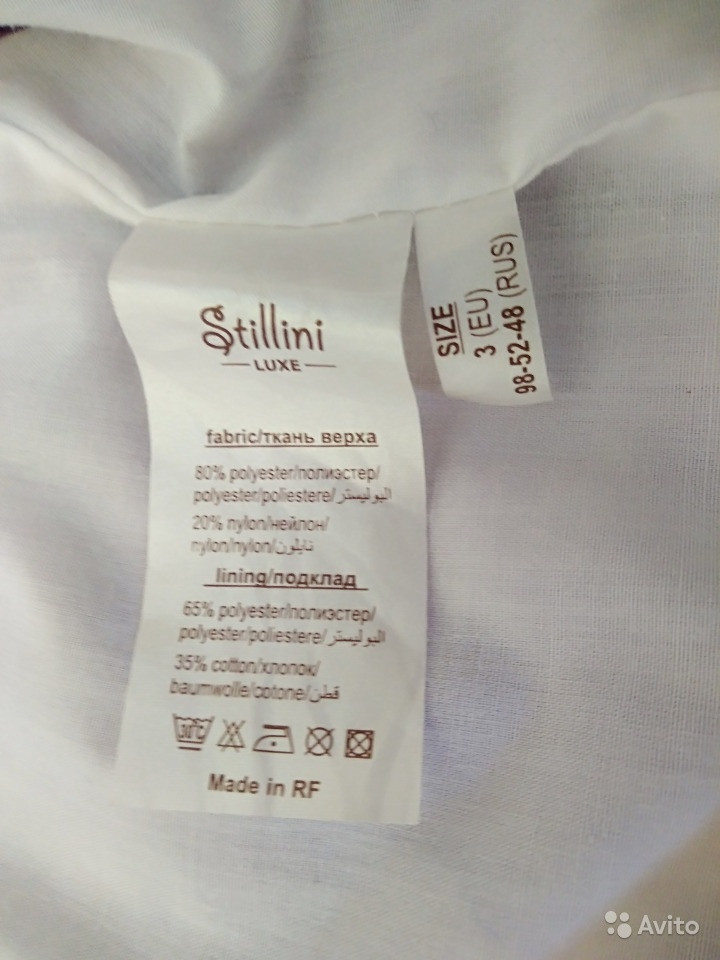 Stillini
LUXE
fabric/ткань верха
80% polyester/полиэстер/
polyester/poliestere/البوليستر
20% nylon/нейлон/
nylon/nylon/نايلون
lining/подклад
65% polyester/полиэстер/
polyester/poliestere/البوليستر
35% cotton/хлопок/
baumwolle/cotone/قطن
30°C
Made in RF
SIZE
3 (EU)
98-52-48 (RUS)
Avito